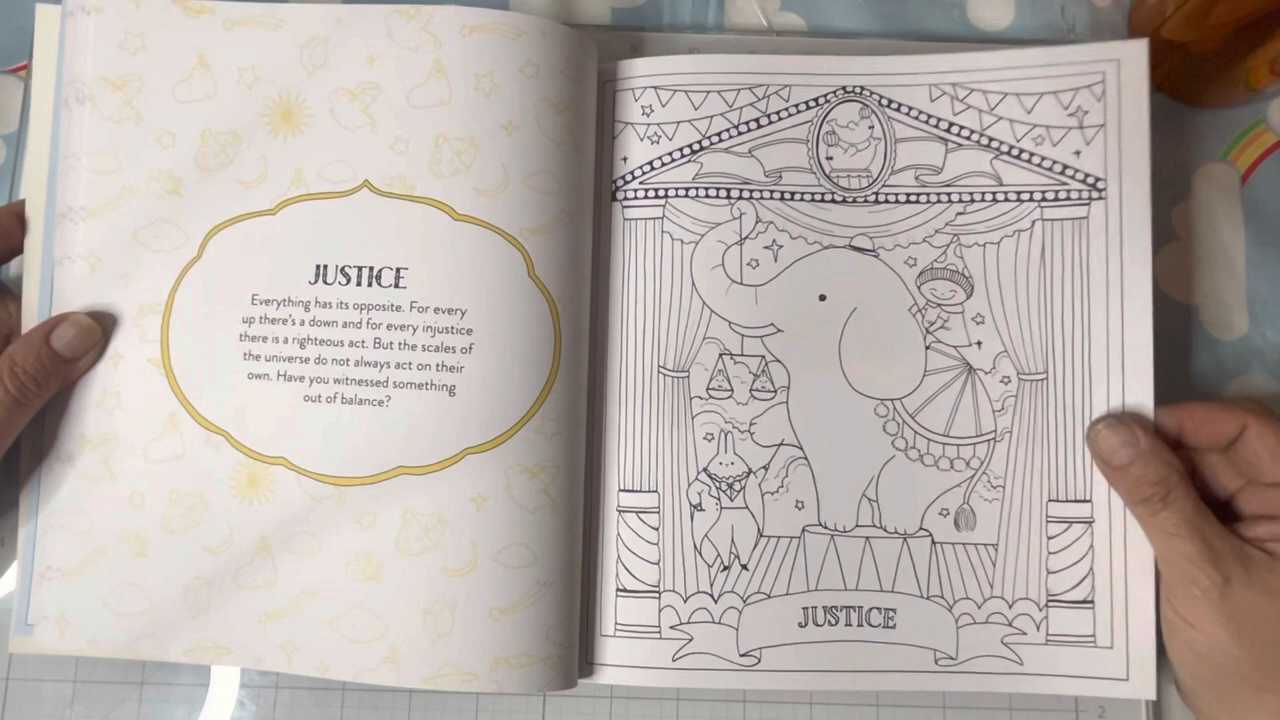 JUSTICE
Everything has its opposite. For every
up there's a down and for every injustice
there is a righteous act. But the scales of
the universe do not always act on their
own. Have you witnessed something
out of balance?
JUSTICE
2